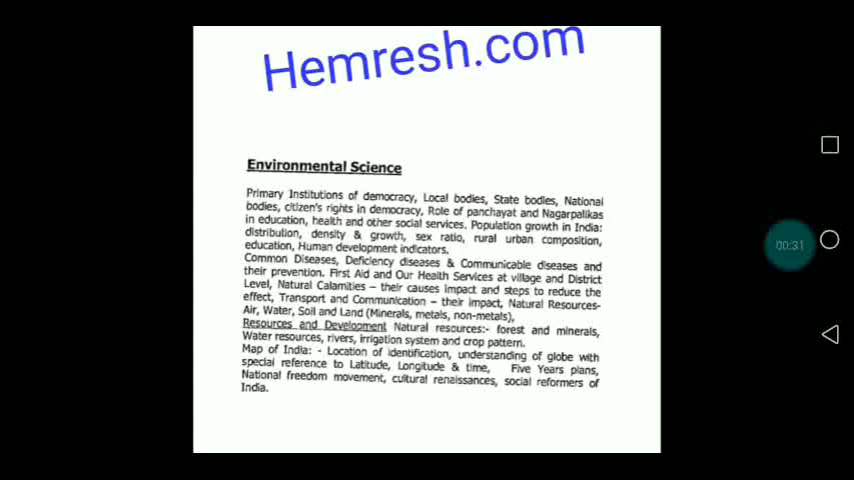 Hemresh.com
Environmental Science
Primary Institutions of democracy, Local bodies, State bodies, National
bodies, citizen's rights in democracy, Role of panchayat and Nagarpalikas
in education, health and other social services. Population growth in India:
distribution, density & growth, sex ratio, rural urban composition,
education, Human development indicators.
Common Diseases, Deficiency diseases & Communicable diseases and
their prevention. First Aid and Our Health Services at village and District
Level, Natural Calamities – their causes impact and steps to reduce the
effect, Transport and Communication – their impact, Natural Resources-
Air, Water, Soil and Land (Minerals, metals, non-metals),
Resources and Development Natural resources:- forest and minerals,
Water resources, rivers, irrigation system and crop pattern.
Map of India: - Location of identification, understanding of globe with
special reference to Latitude, Longitude & time, Five Years plans,
National freedom movement, cultural renaissances, social reformers of
India.
00:31